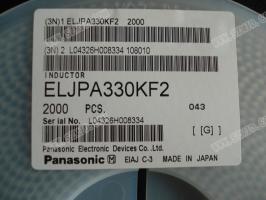 (3N)1 ELJPA330KF2 2000
(3N)2 L04326H008334 108010
INDUCTOR
ELJPA330KF2
2000 PCS. 043
Serial No. L04326H008334
[ [G] ]
Panasonic Electronic Devices Co.,Ltd.
Panasonic M EIAJ C-3 MADE IN JAPAN